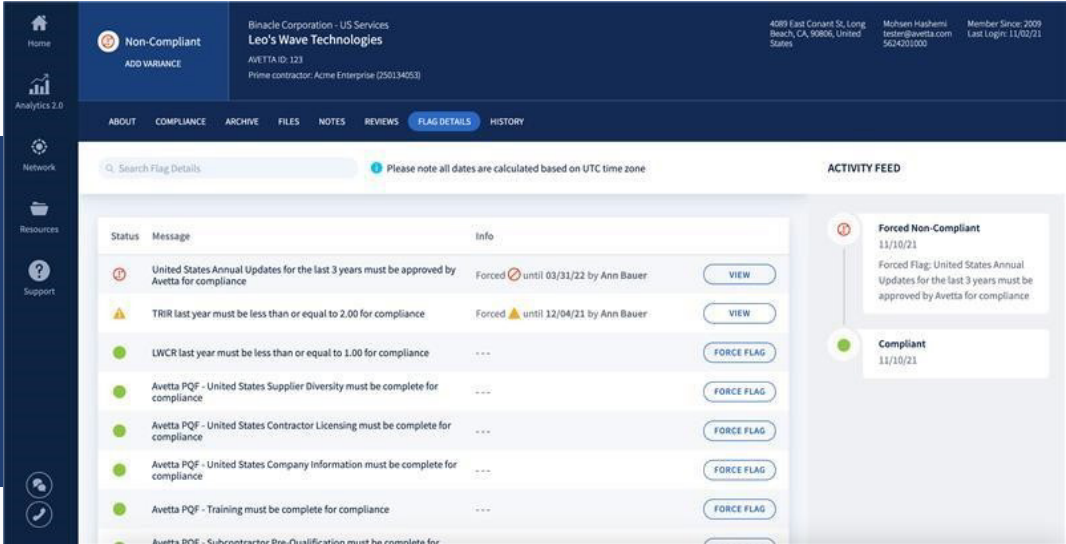 Home
Analytics 2.0
Network
Resources
Support
Non-Compliant
ADD VARIANCE
Binacle Corporation - US Services
Leo's Wave Technologies
AVETTA ID: 123
Prime contractor: Acme Enterprise (250134053)
4089 East Conant St, Long
Beach, CA, 90806, United
States
Mohsen Hashemi
tester@avetta.com
5624201000
Member Since: 2009
Last Login: 11/02/21
ABOUT COMPLIANCE ARCHIVE FILES NOTES REVIEWS FLAG DETAILS HISTORY
Search Flag Details
Please note all dates are calculated based on UTC time zone
Status Message Info
United States Annual Updates for the last 3 years must be approved by
Avetta for compliance
Forced until 03/31/22 by Ann Bauer
VIEW
TRIR last year must be less than or equal to 2.00 for compliance
Forced until 12/04/21 by Ann Bauer
VIEW
LWCR last year must be less than or equal to 1.00 for compliance
- - -
FORCE FLAG
Avetta PQF - United States Supplier Diversity must be complete for
compliance
- - -
FORCE FLAG
Avetta PQF - United States Contractor Licensing must be complete for
compliance
- - -
FORCE FLAG
Avetta PQF - United States Company Information must be complete for
compliance
- - -
FORCE FLAG
Avetta PQF - Training must be complete for compliance
- - -
FORCE FLAG
Avetta PQF - Subcontractor Pre-Qualification must be complete for
ACTIVITY FEED
Forced Non-Compliant
11/10/21
Forced Flag: United States Annual
Updates for the last 3 years must be
approved by Avetta for compliance
Compliant
11/10/21